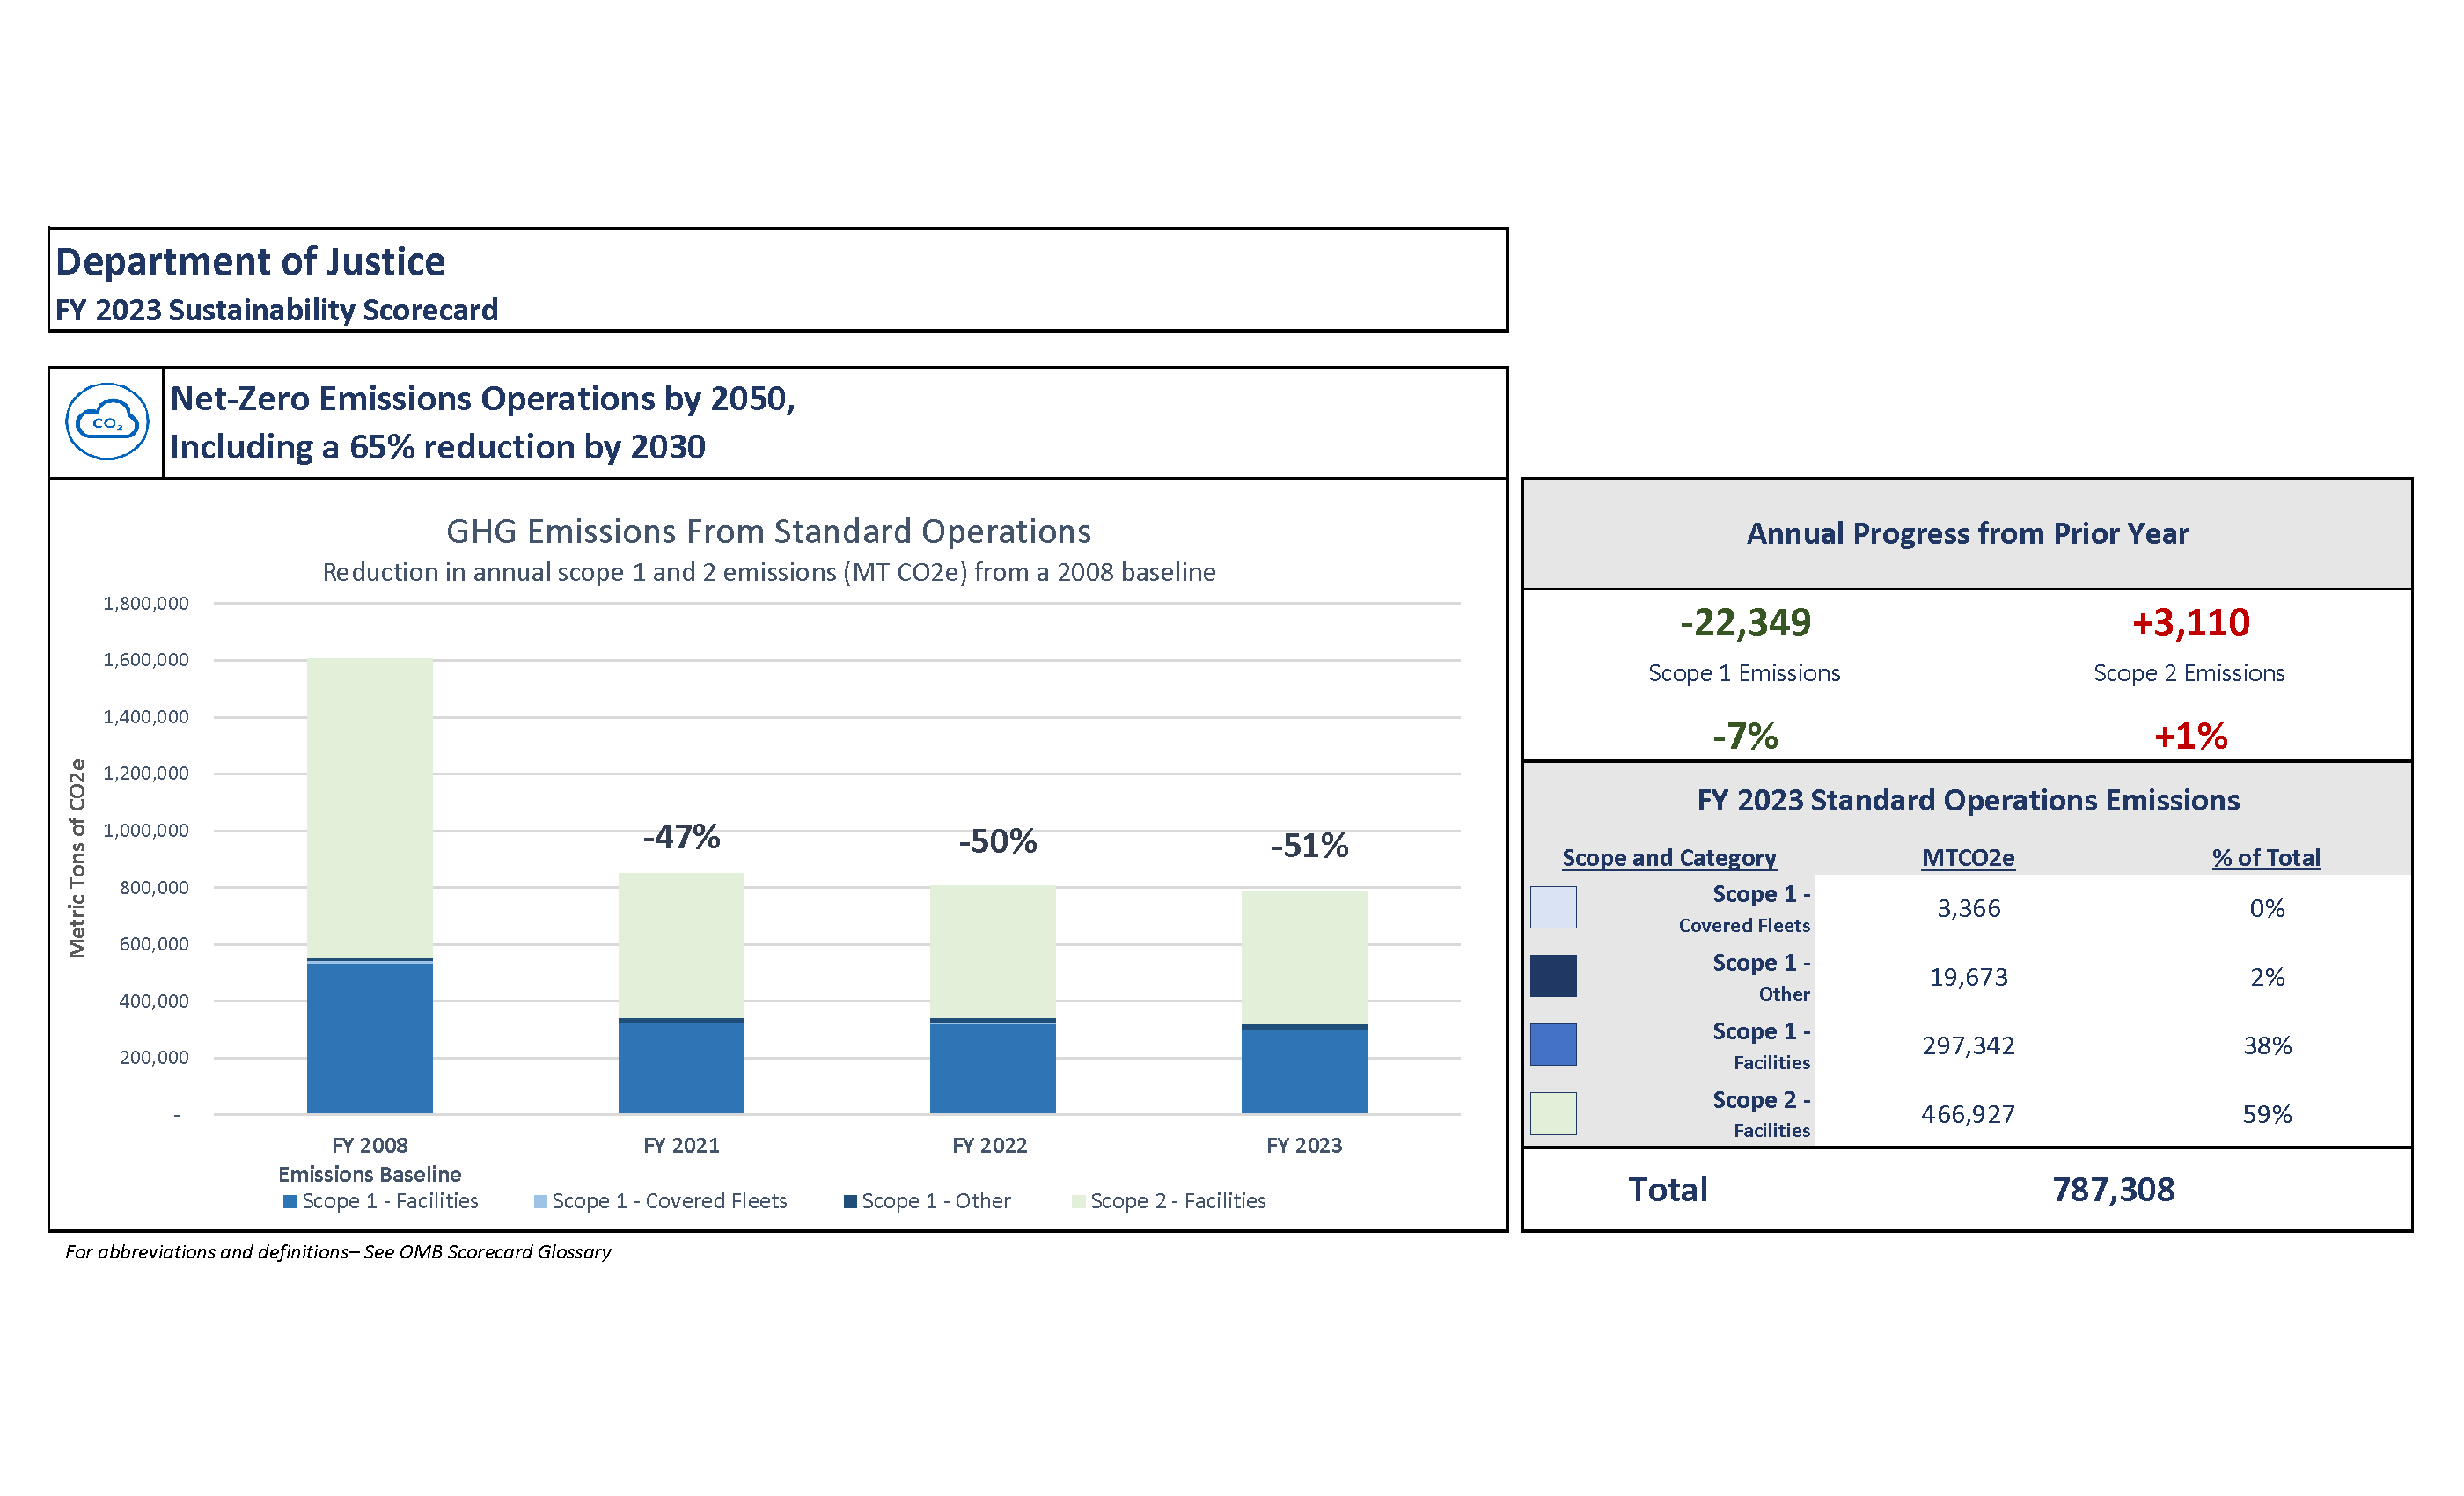 Department of Justice
FY 2023 Sustainability Scorecard
CO₂
Net-Zero Emissions Operations by 2050,
Including a 65% reduction by 2030
GHG Emissions From Standard Operations
Reduction in annual scope 1 and 2 emissions (MT CO2e) from a 2008 baseline
Metric Tons of CO2e
1,800,000
1,600,000
1,400,000
1,200,000
1,000,000
800,000
600,000
400,000
200,000
-
-47%
-50%
-51%
FY 2008
Emissions Baseline
FY 2021
FY 2022
FY 2023
Scope 1 - Facilities
Scope 1 - Covered Fleets
Scope 1 - Other
Scope 2 - Facilities
For abbreviations and definitions– See OMB Scorecard Glossary
Annual Progress from Prior Year
-22,349 +3,110
Scope 1 Emissions Scope 2 Emissions
-7% +1%
FY 2023 Standard Operations Emissions
Scope and Category MTCO2e % of Total
Scope 1 -
Covered Fleets 3,366 0%
Scope 1 -
Other 19,673 2%
Scope 1 -
Facilities 297,342 38%
Scope 2 -
Facilities 466,927 59%
Total 787,308